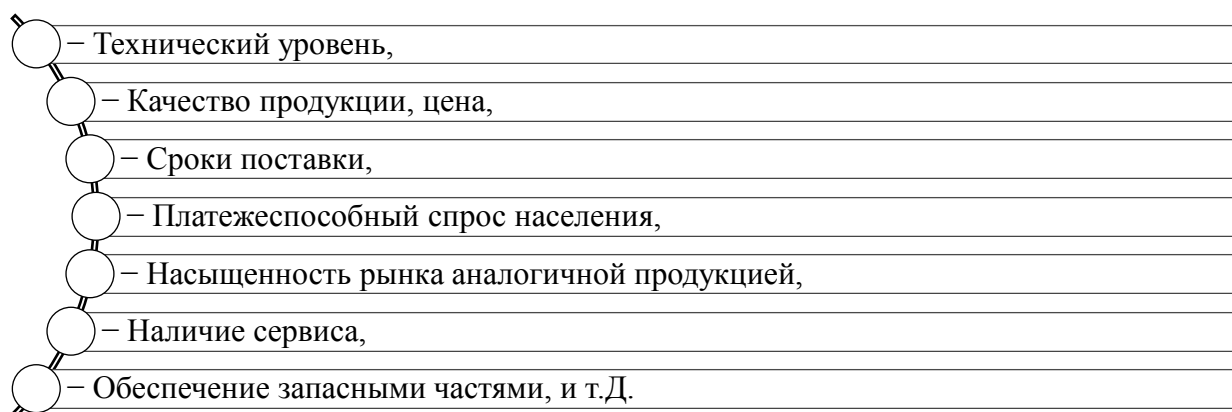 − Технический уровень,
− Качество продукции, цена,
− Сроки поставки,
− Платежеспособный спрос населения,
− Насыщенность рынка аналогичной продукцией,
− Наличие сервиса,
− Обеспечение запасными частями, и т.Д.